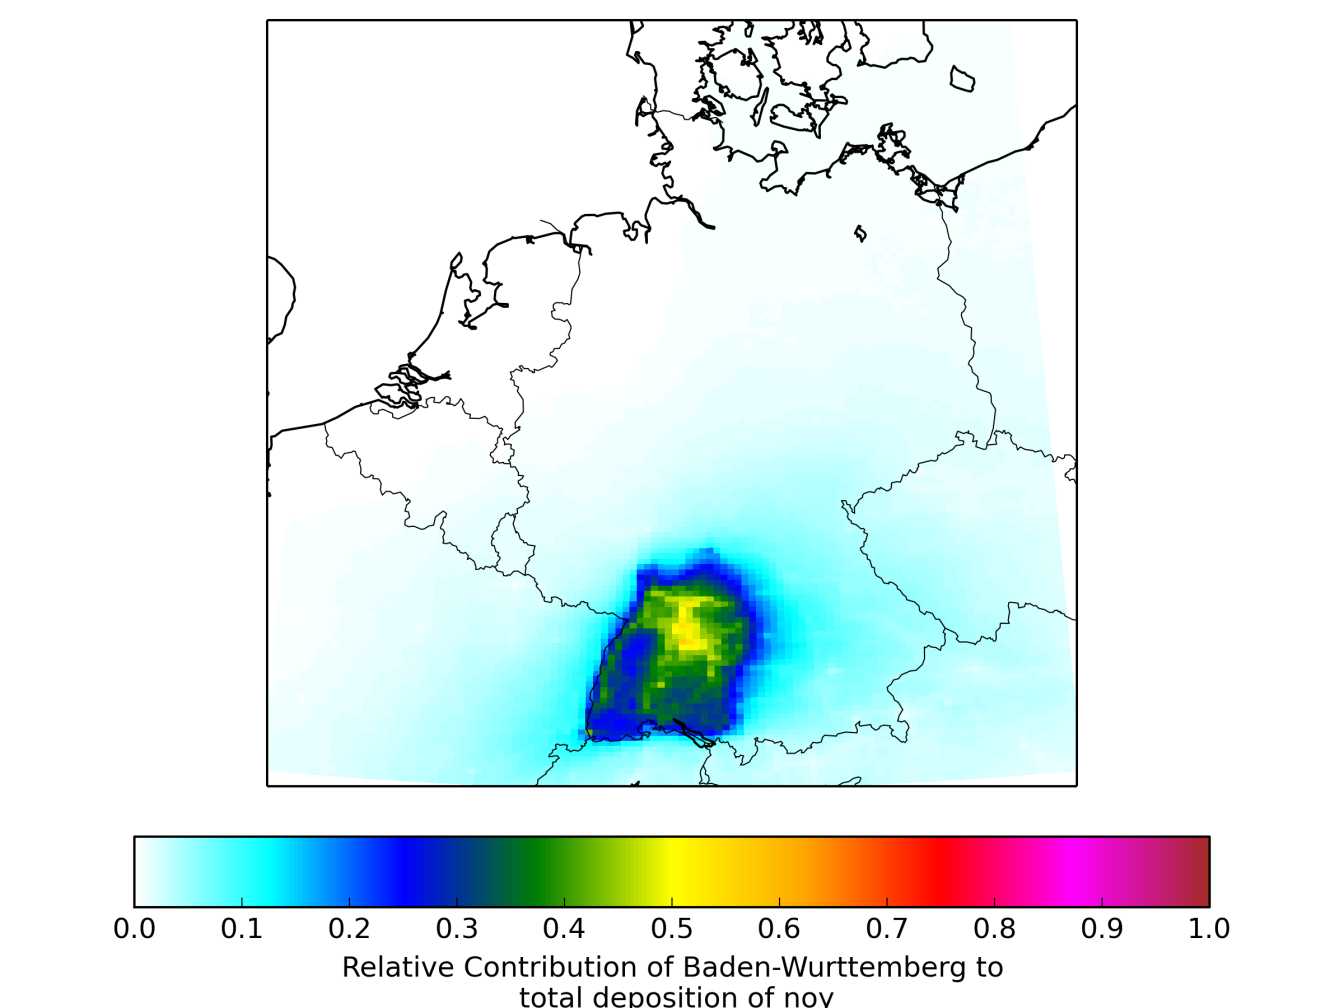 0.0 0.1 0.2 0.3 0.4 0.5 0.6 0.7 0.8 0.9 1.0
Relative Contribution of Baden-Wurttemberg to
total deposition of noy